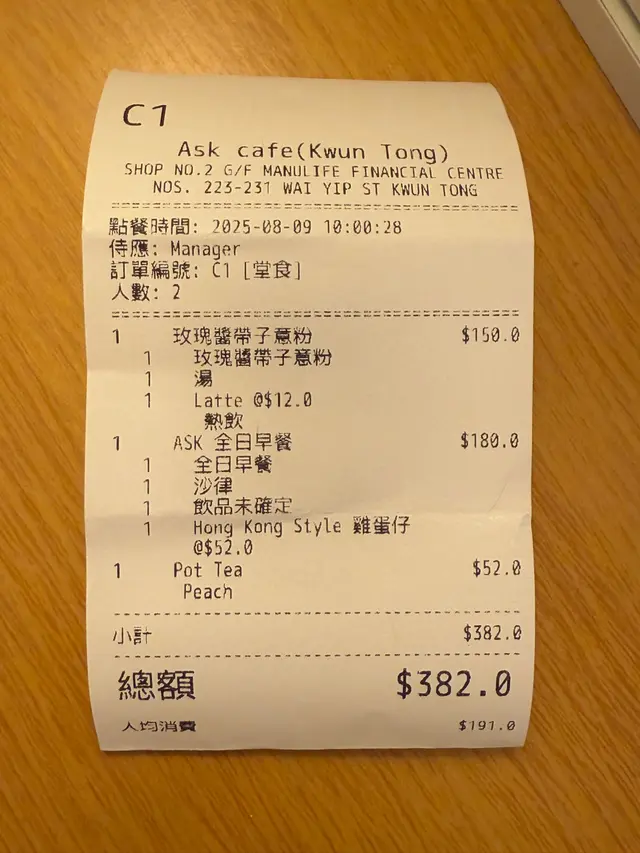 C1
Ask cafe(Kwun Tong)
SHOP NO.2 G/F MANULIFE FINANCIAL CENTRE
NOS. 223-231 WAI YIP ST KWUN TONG
點餐時間: 2025-08-09 10:00:28
侍應: Manager
訂單編號: C1 [堂食]
人數: 2
1 玫瑰醬帶子意粉 $150.0
1 玫瑰醬帶子意粉
1 湯
1 Latte @$12.0
熱飲
1 ASK 全日早餐 $180.0
1 全日早餐
1 沙律
1 飲品未確定
1 Hong Kong Style 雞蛋仔
@$52.0
1 Pot Tea $52.0
Peach
小計 $382.0
總額 $382.0
人均消費 $191.0